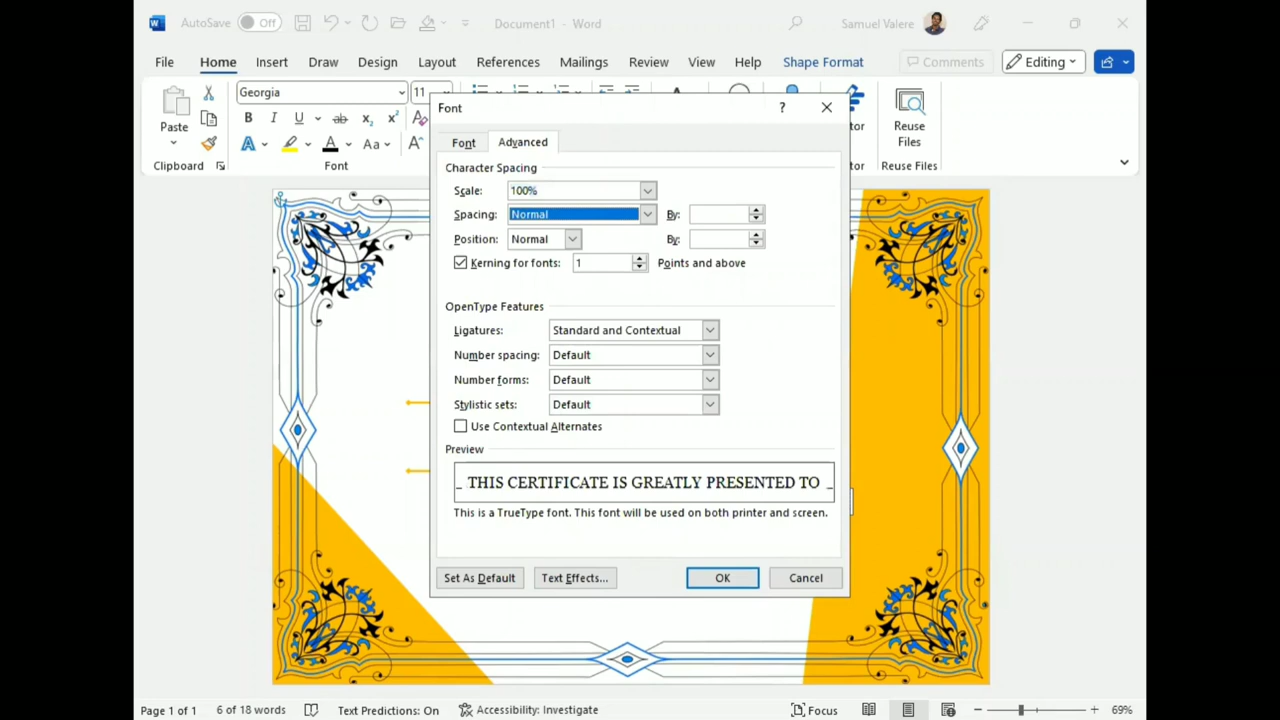 AutoSave Off Document1 - Word Samuel Valere
File Home Insert Draw Design Layout References Mailings Review View Help Shape Format Comments Editing
Georgia 11
Paste B I U ab x₂ x² A
A A Aa A
Reuse
Files
Clipboard Font Reuse Files
Font ?
Font Advanced
Character Spacing
Scale: 100%
Spacing: Normal By:
Position: Normal By:
Kerning for fonts: 1 Points and above
OpenType Features
Ligatures: Standard and Contextual
Number spacing: Default
Number forms: Default
Stylistic sets: Default
Use Contextual Alternates
Preview
THIS CERTIFICATE IS GREATLY PRESENTED TO
This is a TrueType font. This font will be used on both printer and screen.
Set As Default Text Effects... OK Cancel
Page 1 of 1 6 of 18 words Text Predictions: On Accessibility: Investigate Focus 69%